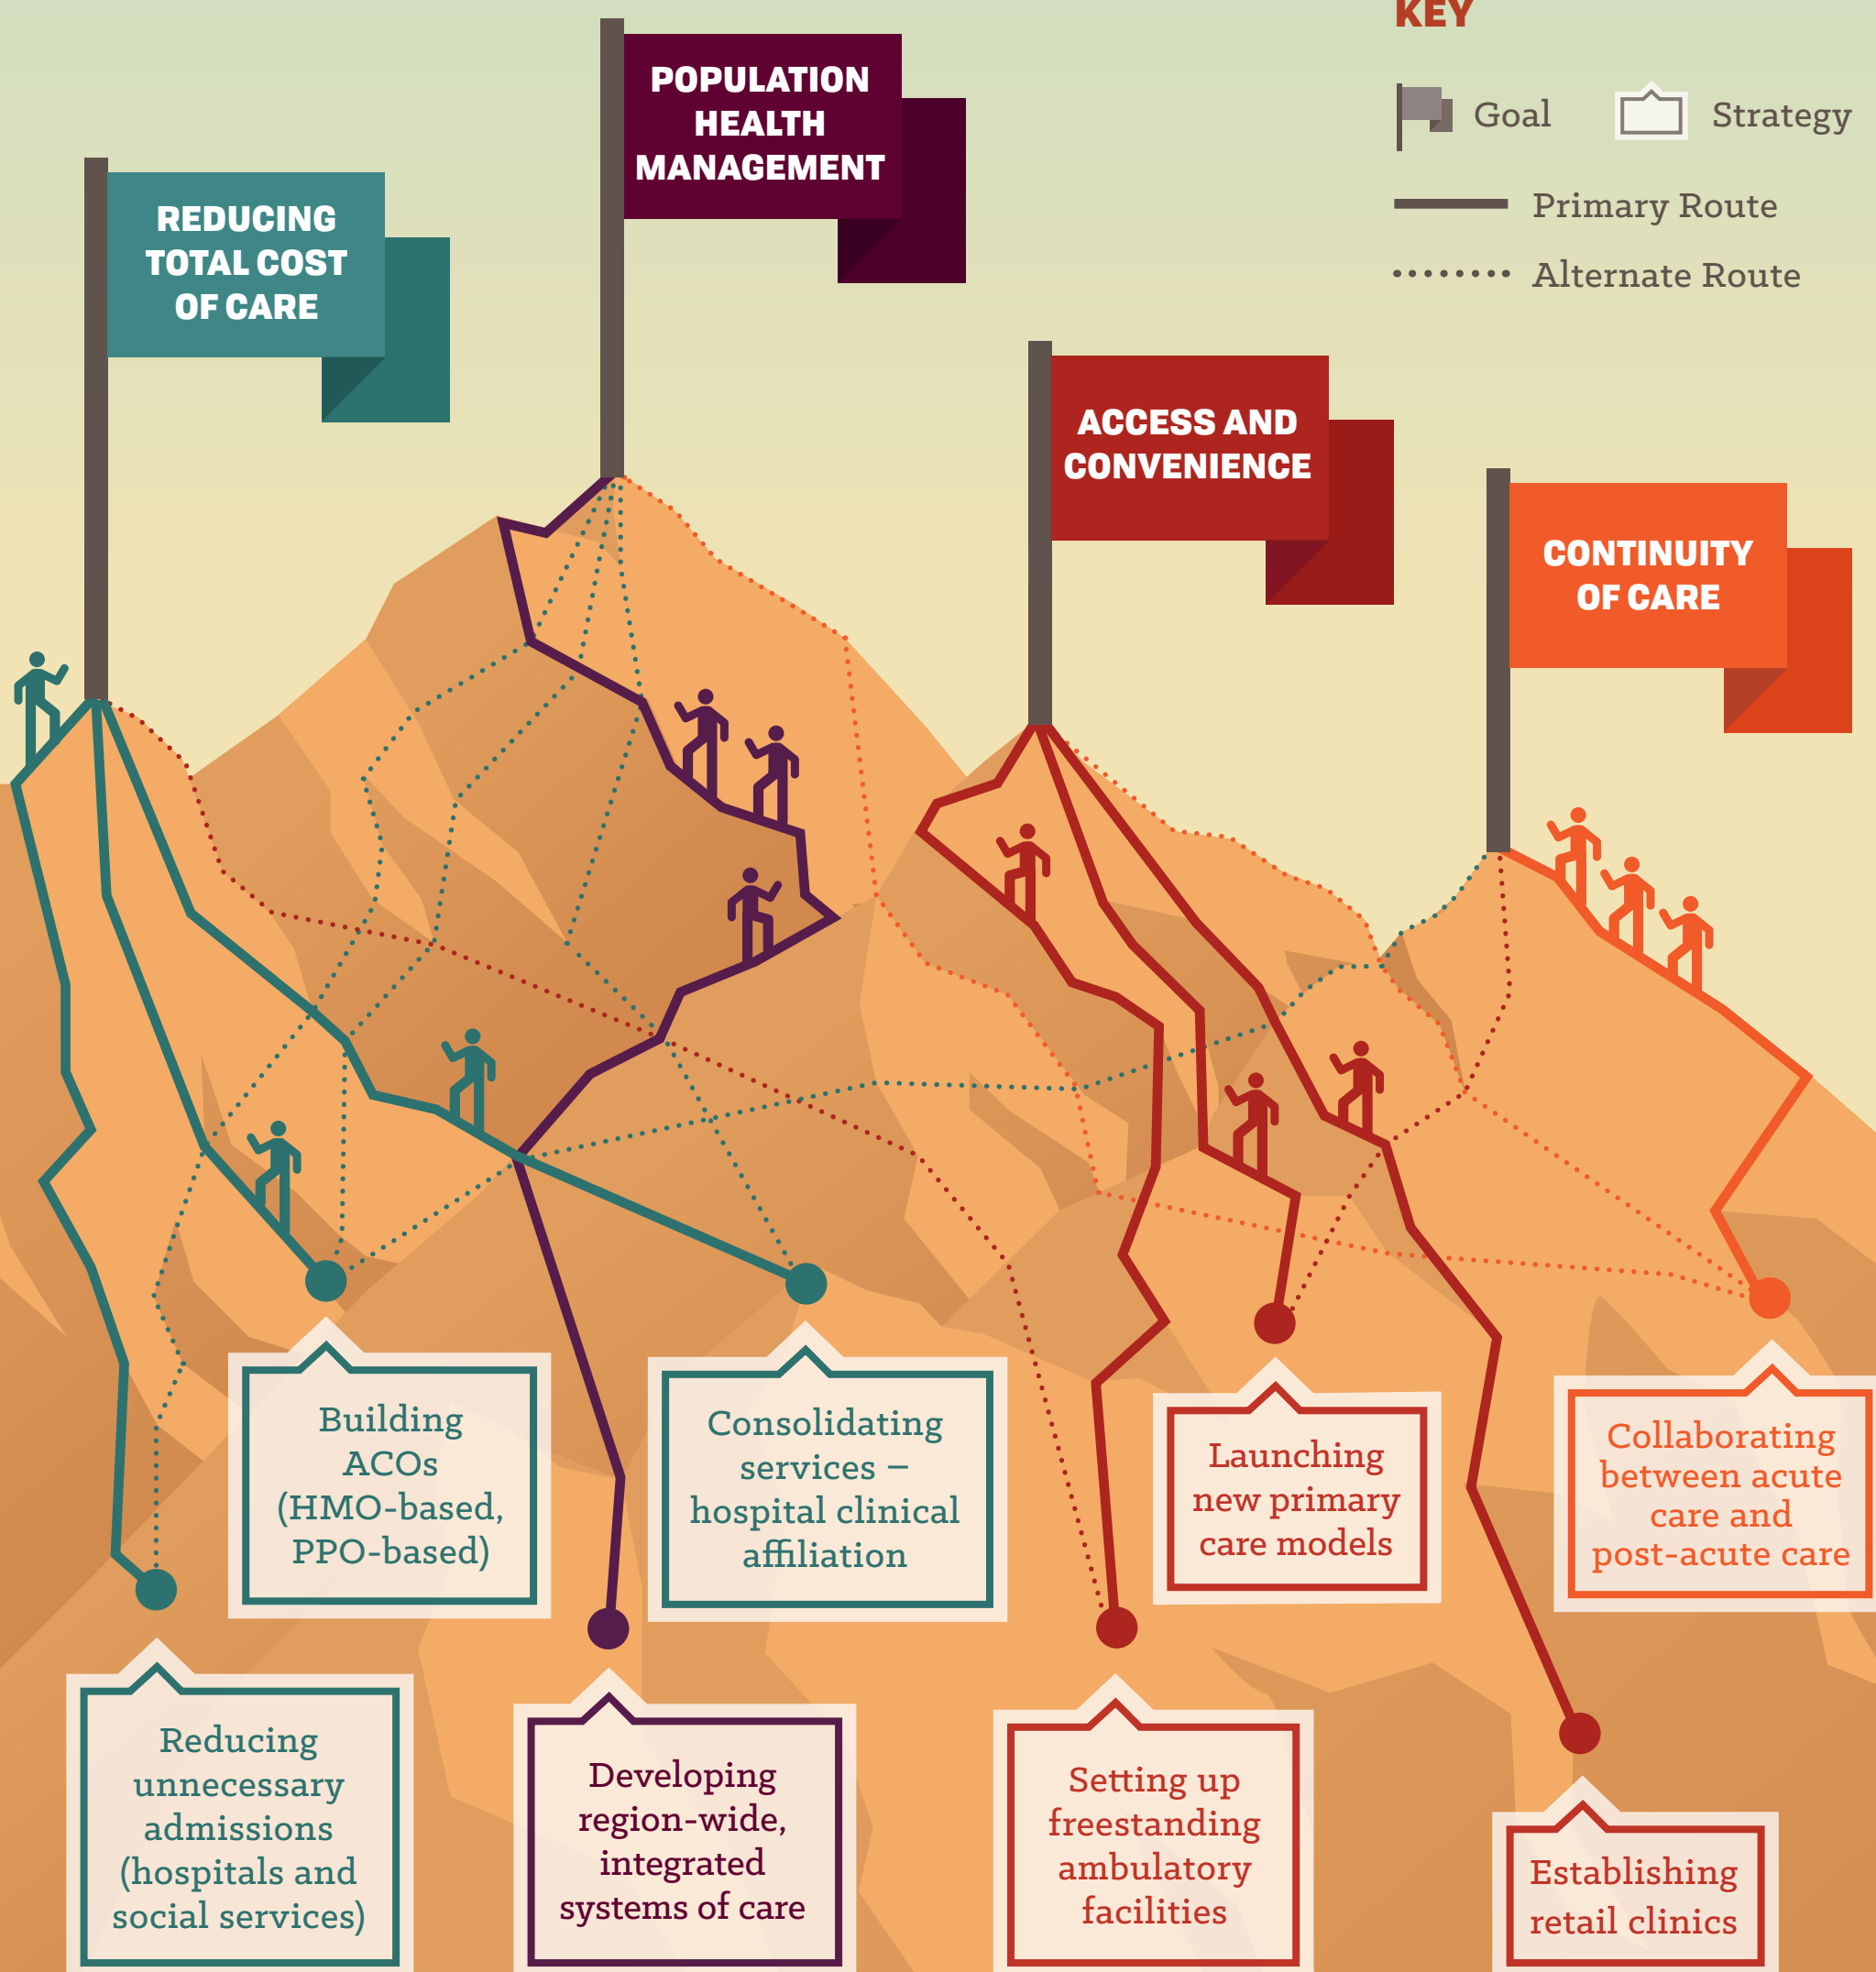 KEY
Goal
Strategy
Primary Route
Alternate Route
POPULATION
HEALTH
MANAGEMENT
REDUCING
TOTAL COST
OF CARE
ACCESS AND
CONVENIENCE
CONTINUITY
OF CARE
Building
ACOs
(HMO-based,
PPO-based)
Consolidating
services –
hospital clinical
affiliation
Launching
new primary
care models
Collaborating
between acute
care and
post-acute care
Reducing
unnecessary
admissions
(hospitals and
social services)
Developing
region-wide,
integrated
systems of care
Setting up
freestanding
ambulatory
facilities
Establishing
retail clinics